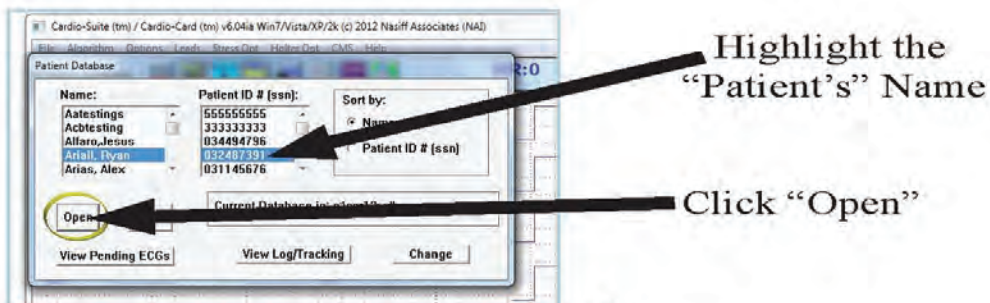 Cardio-Suite (tm) / Cardio-Card (tm) v6.04ia Win7/Vista/XP/2k (c) 2012 Nasiff Associates (NAI)
File Algorithm Options Leads Stress Opt Holter Opt CMS Help
Patient Database
R:0
Highlight the
“Patient’s” Name
Name: Patient ID # (ssn): Sort by:
Aatestings 555555555
Acbtesting 333333333 Name
Alfaro,Jesus 034494796
Ariail, Ryan 032487391 Patient ID # (ssn)
Arias, Alex 031145676
Open
Click “Open”
Current Database
View Pending ECGs View Log/Tracking Change